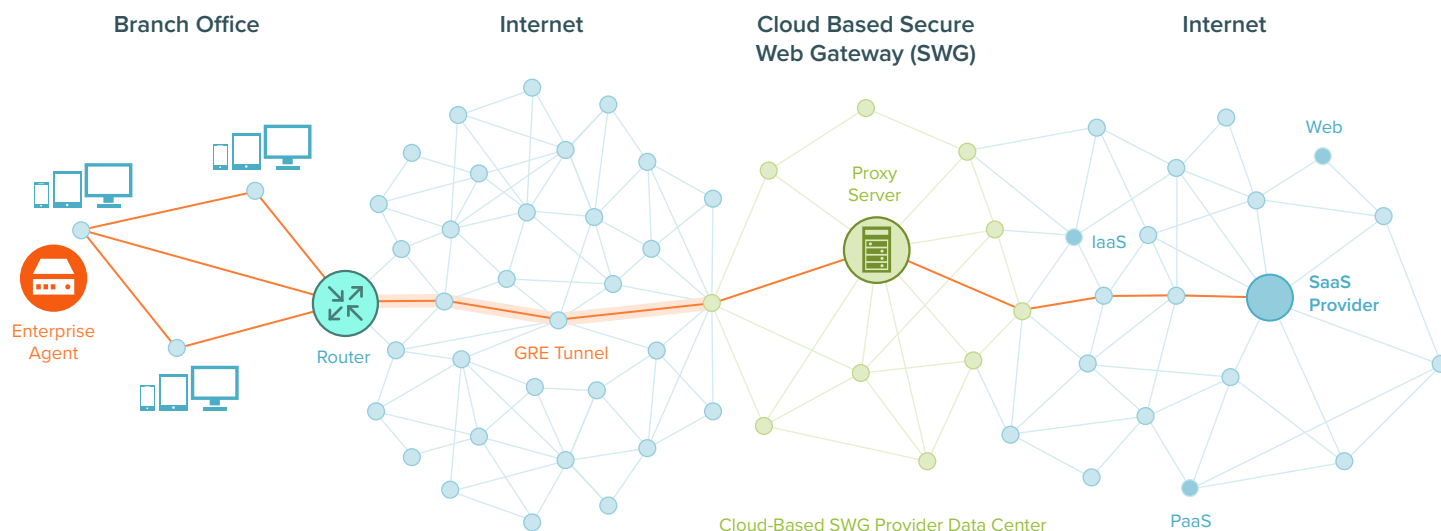 Branch Office
Internet
Cloud Based Secure
Web Gateway (SWG)
Internet
Web
Proxy
Server
IaaS
SaaS
Provider
Enterprise
Agent
Router
GRE Tunnel
Cloud-Based SWG Provider Data Center
PaaS